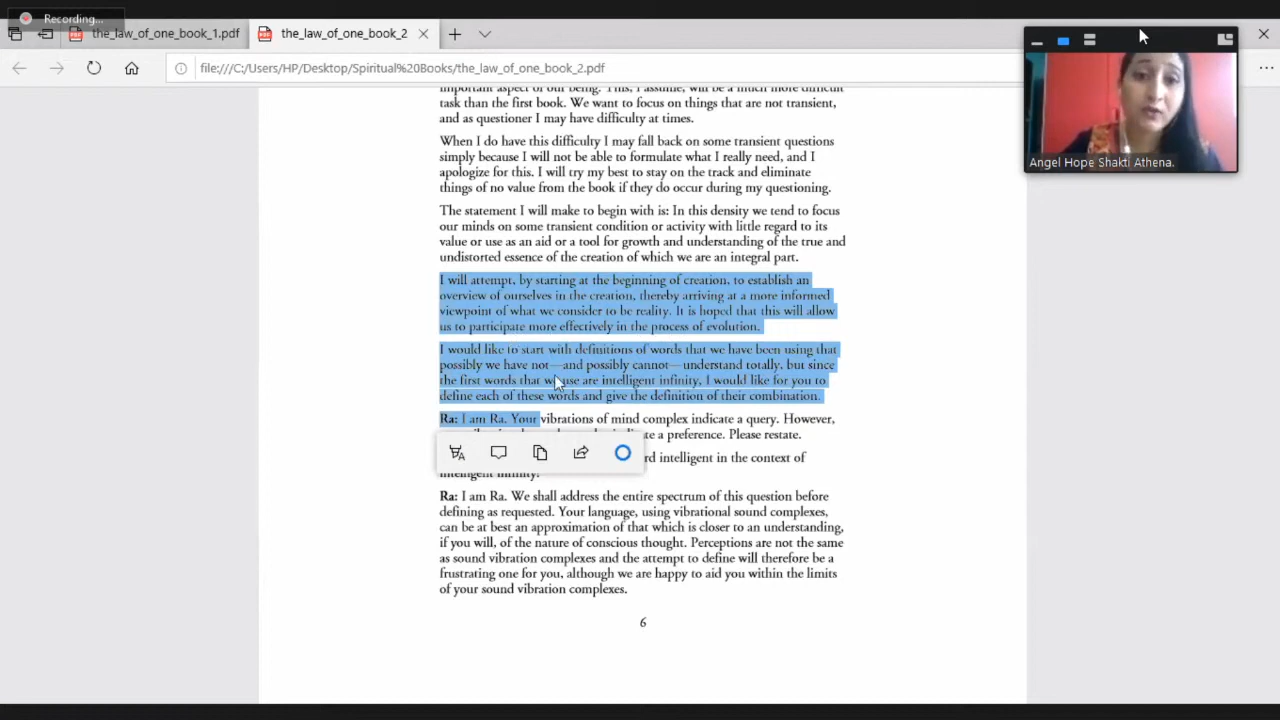 Recording...
the_law_of_one_book_1.pdf
the_law_of_one_book_2
file:///C:/Users/HP/Desktop/Spiritual%20Books/the_law_of_one_book_2.pdf
Angel Hope Shakti Athena.
important aspect of our being. This, I assume, will be a much more difficult
task than the first book. We want to focus on things that are not transient,
and as questioner I may have difficulty at times.
When I do have this difficulty I may fall back on some transient questions
simply because I will not be able to formulate what I really need, and I
apologize for this. I will try my best to stay on the track and eliminate
things of no value from the book if they do occur during my questioning.
The statement I will make to begin with is: In this density we tend to focus
our minds on some transient condition or activity with little regard to its
value or use as an aid or a tool for growth and understanding of the true and
undistorted essence of the creation of which we are an integral part.
I will attempt, by starting at the beginning of creation, to establish an
overview of ourselves in the creation, thereby arriving at a more informed
viewpoint of what we consider to be reality. It is hoped that this will allow
us to participate more effectively in the process of evolution.
I would like to start with definitions of words that we have been using that
possibly we have not—and possibly cannot—understand totally, but since
the first words that we use are intelligent infinity, I would like for you to
define each of these words and give the definition of their combination.
Ra: I am Ra. Your vibrations of mind complex indicate a query. However,
a preference. Please restate.
intelligent in the context of
intelligent infinity.
Ra: I am Ra. We shall address the entire spectrum of this question before
defining as requested. Your language, using vibrational sound complexes,
can be at best an approximation of that which is closer to an understanding,
if you will, of the nature of conscious thought. Perceptions are not the same
as sound vibration complexes and the attempt to define will therefore be a
frustrating one for you, although we are happy to aid you within the limits
of your sound vibration complexes.
6